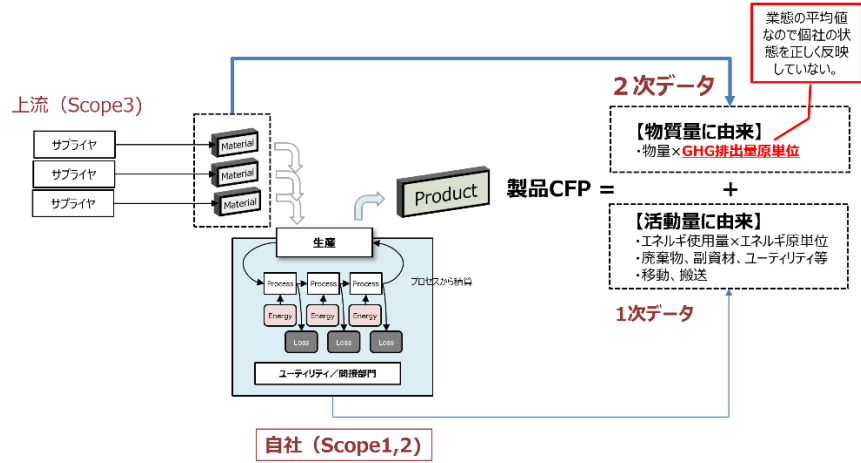 業態の平均値
なので個社の状
態を正しく反映
していない。
2次データ
上流（Scope3）
サプライヤ
サプライヤ
サプライヤ
Material
Material
Material
【物質量に由来】
・物量×GHG排出量原単位
Product
製品CFP =
+
生産
プロセスから積算
Process
Process
Process
Energy
Energy
Energy
Loss
Loss
Loss
ユーティリティ／間接部門
【活動量に由来】
・エネルギ使用量×エネルギ原単位
・廃棄物、副資材、ユーティリティ等
・移動、搬送
1次データ
自社（Scope1,2）